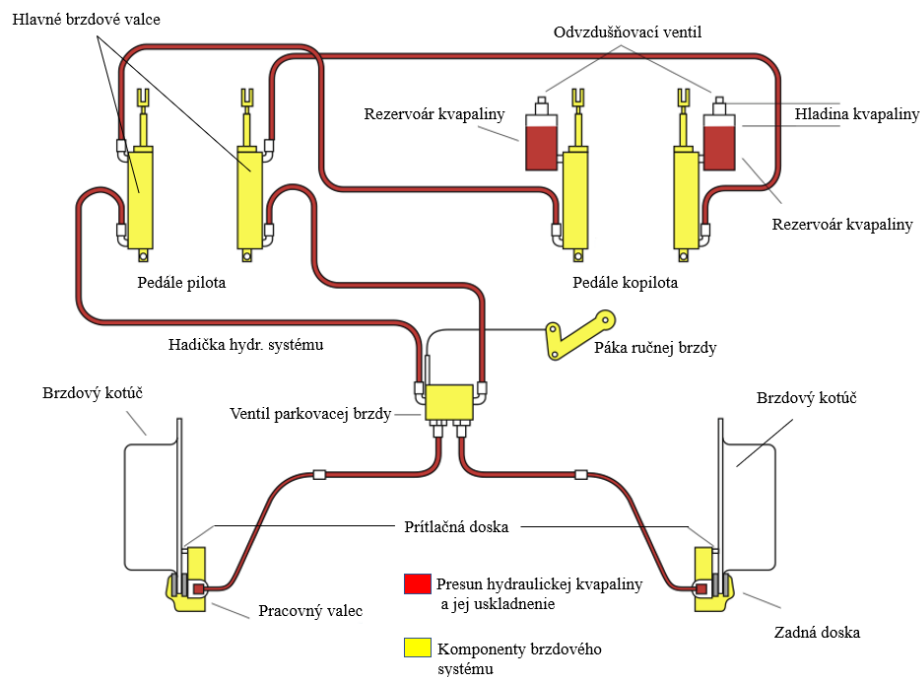 Hlavné brzdové valce
Odvzdušňovací ventil
Rezervoár kvapaliny
Hladina kvapaliny
Rezervoár kvapaliny
Pedále pilota
Pedále kopilota
Hadička hydr. systému
Páka ručnej brzdy
Brzdový kotúč
Ventil parkovacej brzdy
Brzdový kotúč
Prítlačná doska
Presun hydraulickej kvapaliny
a jej uskladnenie
Pracovný valec
Zadná doska
Komponenty brzdového
systému